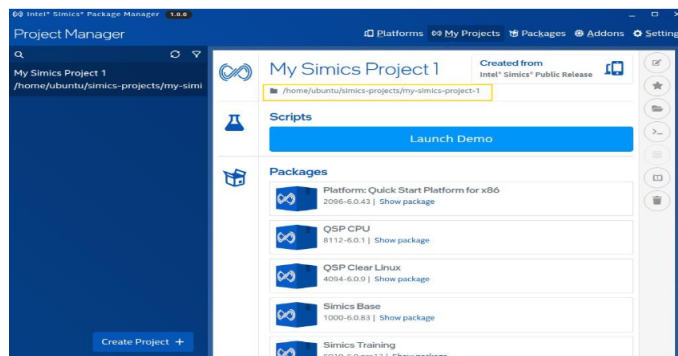 Intel® Simics® Package Manager 1.0.0
Project Manager
Platforms My Projects Packages Addons Setting
My Simics Project 1
/home/ubuntu/simics-projects/my-simi
My Simics Project 1
Created from
Intel® Simics® Public Release
/home/ubuntu/simics-projects/my-simics-project-1
Scripts
Launch Demo
Packages
Platform: Quick Start Platform for x86
2096-6.0.43 | Show package
QSP CPU
8112-6.0.1 | Show package
QSP Clear Linux
4094-6.0.9 | Show package
Simics Base
1000-6.0.83 | Show package
Simics Training
Show package
Create Project +